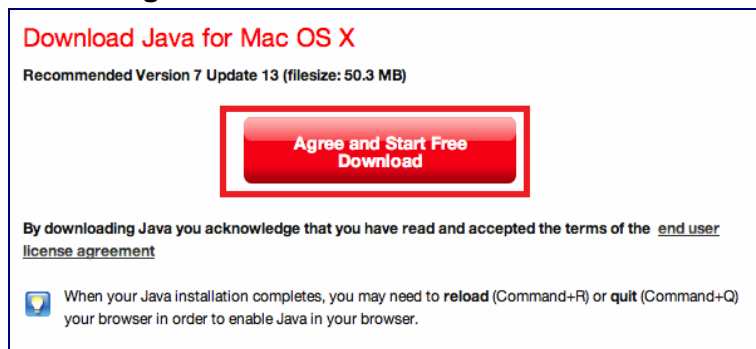 Download Java for Mac OS X
Recommended Version 7 Update 13 (filesize: 50.3 MB)
Agree and Start Free
Download
By downloading Java you acknowledge that you have read and accepted the terms of the end user
license agreement
When your Java installation completes, you may need to reload (Command+R) or quit (Command+Q)
your browser in order to enable Java in your browser.